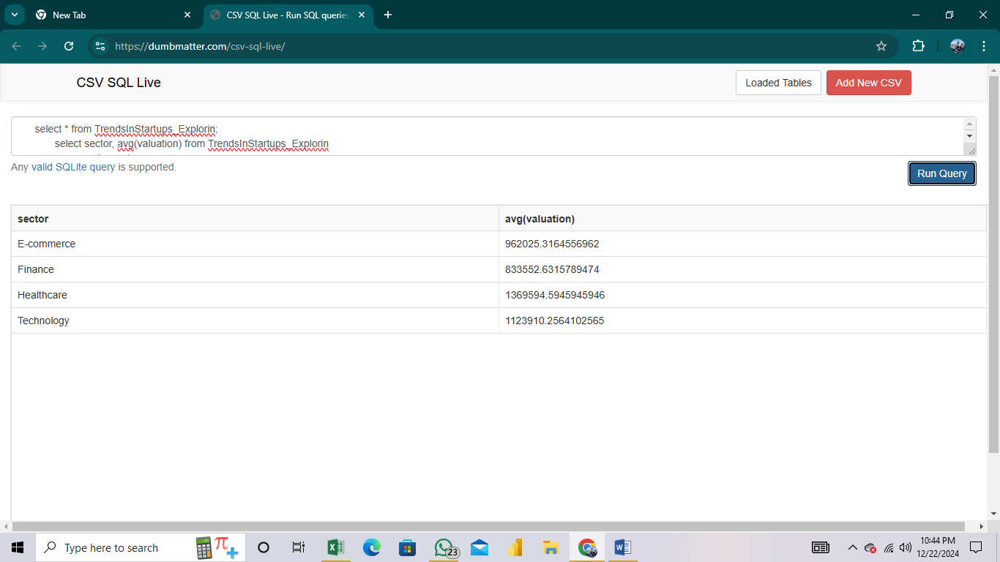 New Tab
CSV SQL Live - Run SQL queries
https://dumbmatter.com/csv-sql-live/
CSV SQL Live
Loaded Tables
Add New CSV
select * from TrendsInStartups_Explorin;
select sector, avg(valuation) from TrendsInStartups_Explorin
Any valid SQLite query is supported.
Run Query
sector avg(valuation)
E-commerce 962025.3164556962
Finance 833552.6315789474
Healthcare 1369594.5945945946
Technology 1123910.2564102565
Type here to search
23
10:44 PM
12/22/2024